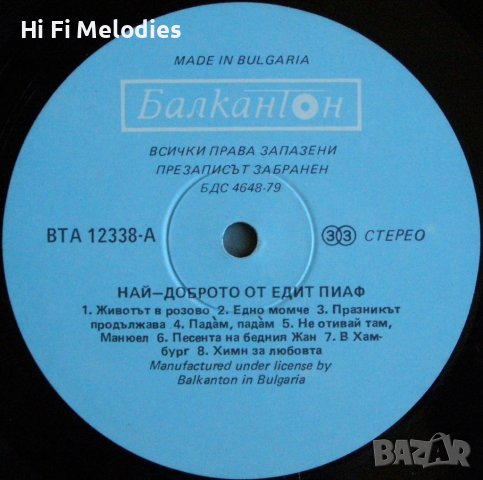 Hi Fi Melodies
MADE IN BULGARIA
Балкантон
ВСИЧКИ ПРАВА ЗАПАЗЕНИ
ПРЕЗАПИСЪТ ЗАБРАНЕН
БДС 4648-79
ВТА 12338-А
33 СТЕРЕО
НАЙ—ДОБРОТО ОТ ЕДИТ ПИАФ
1. Животът в розово 2. Едно момче 3. Празникът
продължава 4. Пада̀м, пада̀м 5. Не отивай там,
Манюел 6. Песента на бедния Жан 7. В Хам-
бург 8. Химн за любовта
Manufactured under license by
Balkanton in Bulgaria
BAZAR